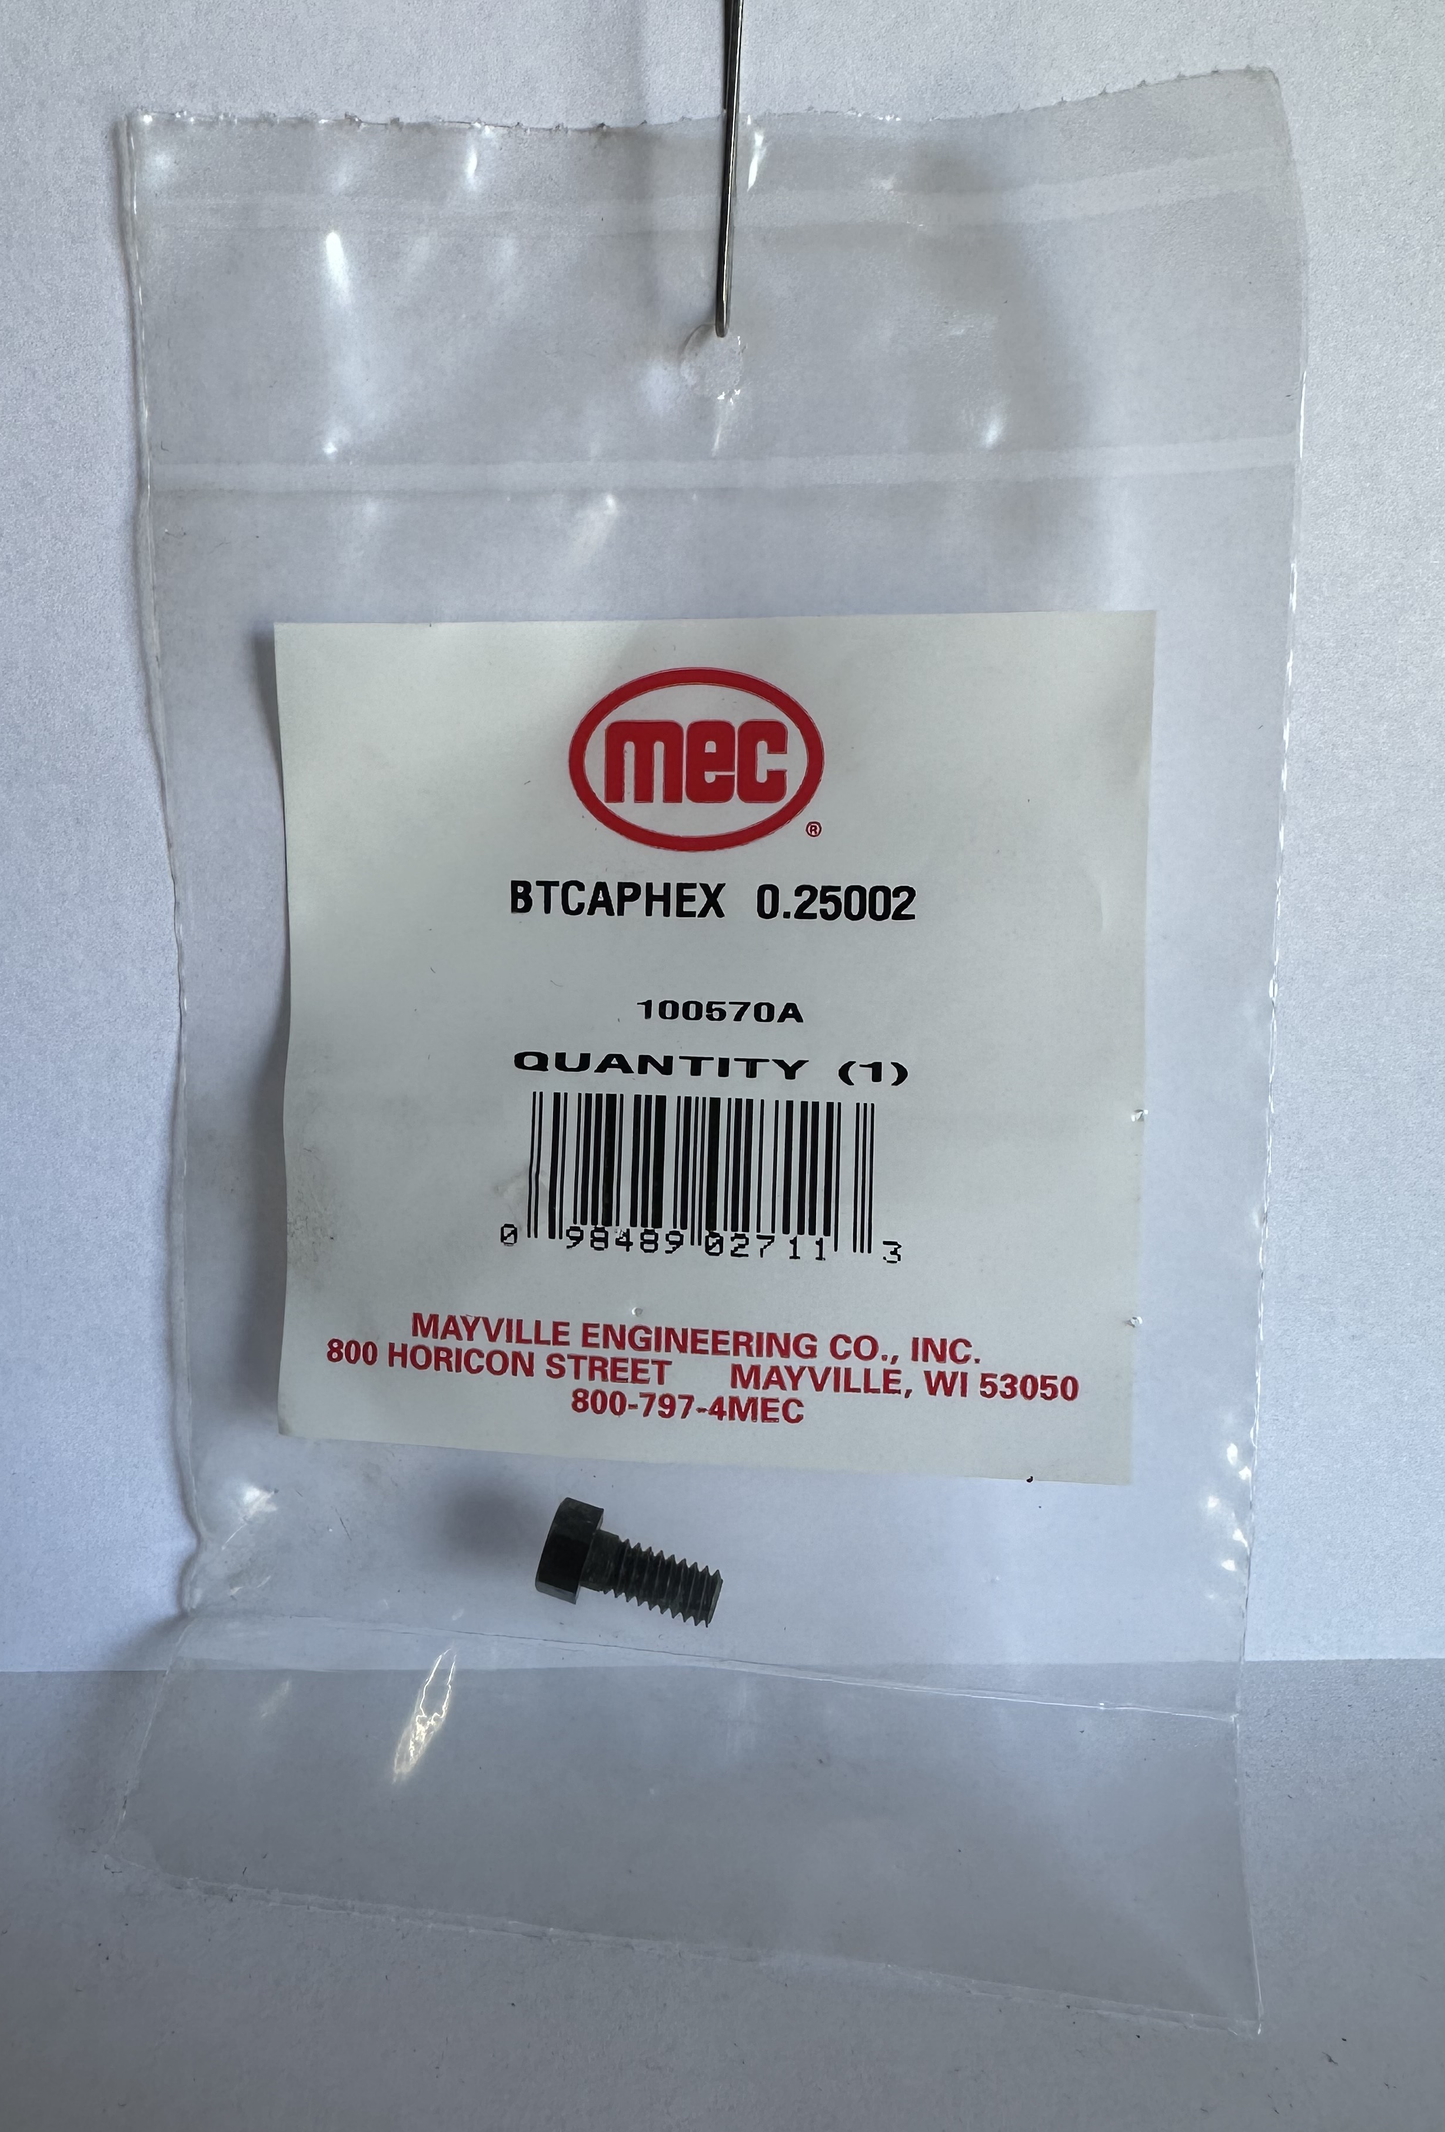 mec
®
BTCAPHEX 0.25002
100570A
QUANTITY (1)
0 98489 02711 3
MAYVILLE ENGINEERING CO., INC.
800 HORICON STREET MAYVILLE, WI 53050
800-797-4MEC